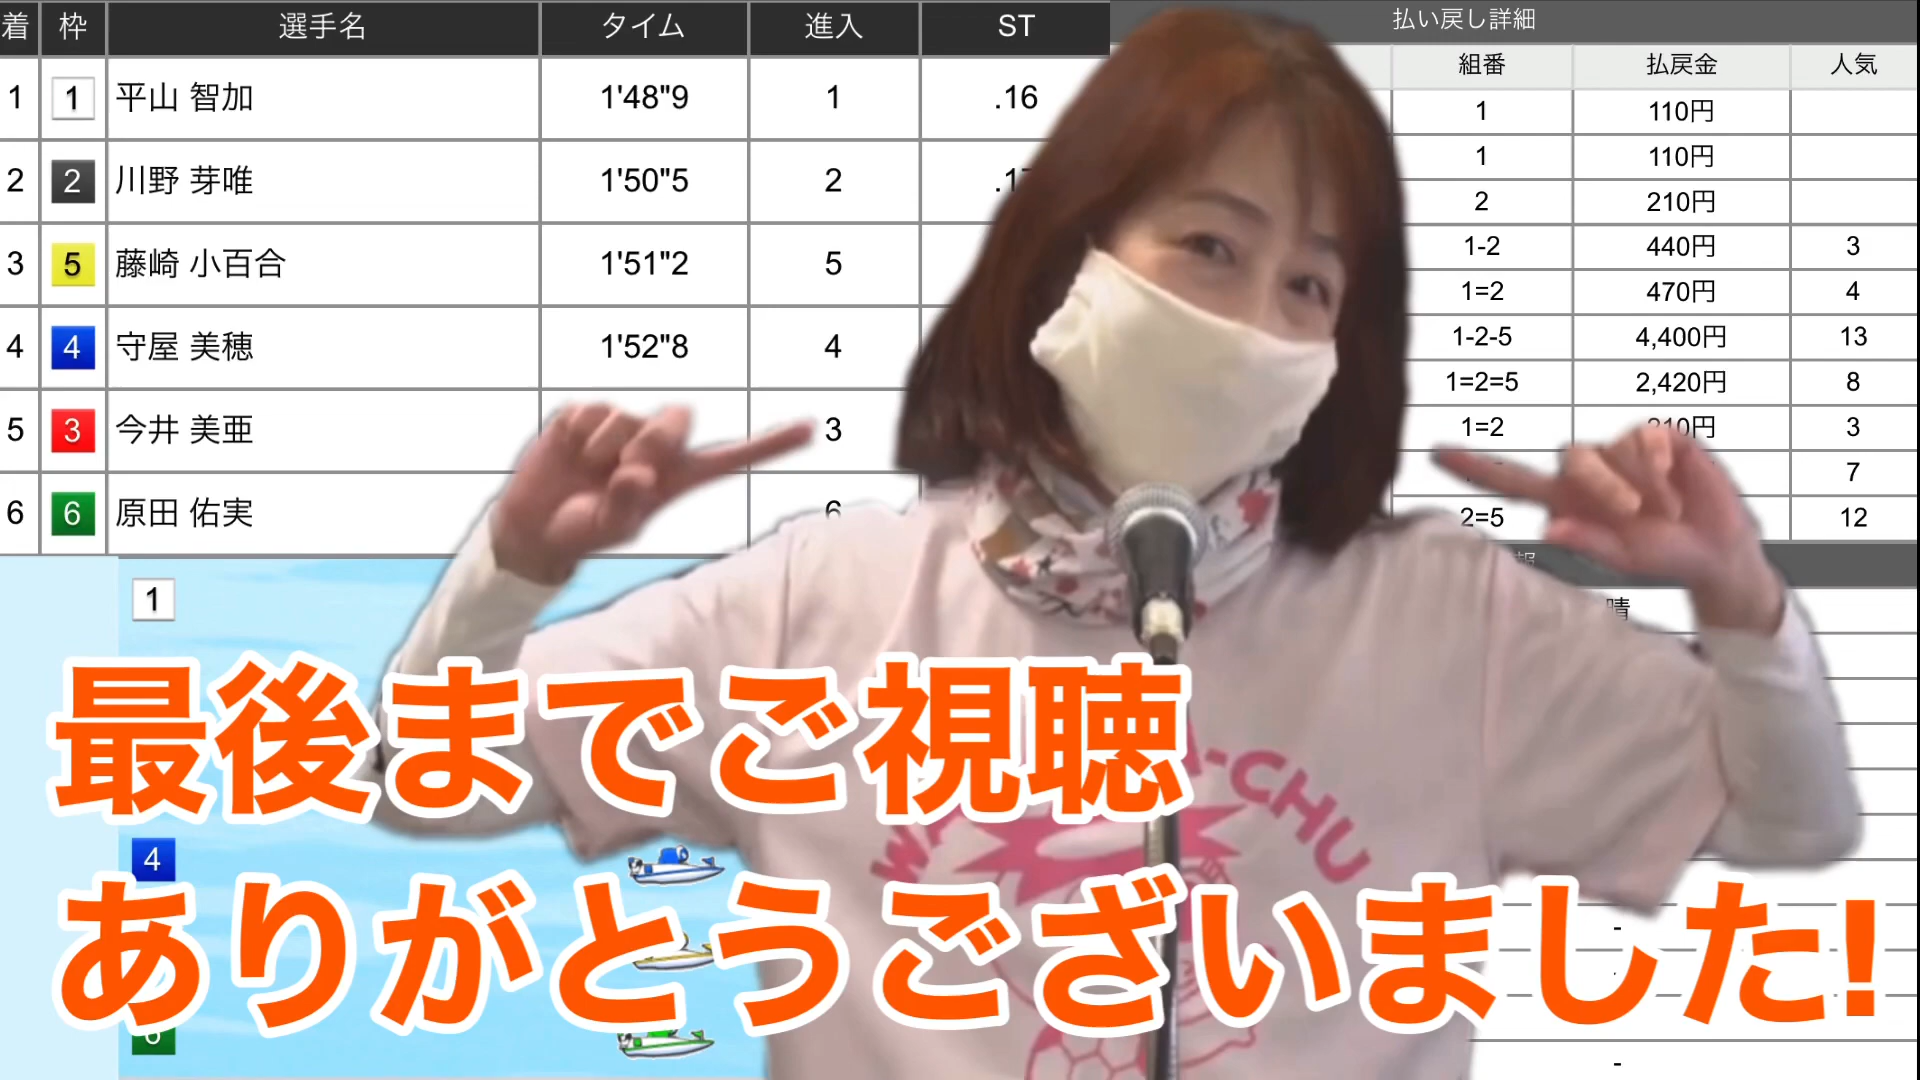 着 枠 選手名 タイム 進入 ST
1 1 平山 智加 1'48"9 1 .16
2 2 川野 芽唯 1'50"5 2
3 5 藤崎 小百合 1'51"2 5
4 4 守屋 美穂 1'52"8 4
5 3 今井 美亜 3
6 6 原田 佑実 6
払い戻し詳細
組番 払戻金 人気
1 110円
1 110円
2 210円
1-2 440円 3
1=2 470円 4
1-2-5 4,400円 13
1=2=5 2,420円 8
1=2 210円 3
7
2=5 12
晴
1
最後までご視聴
4
ありがとうございました!
6
-CHU